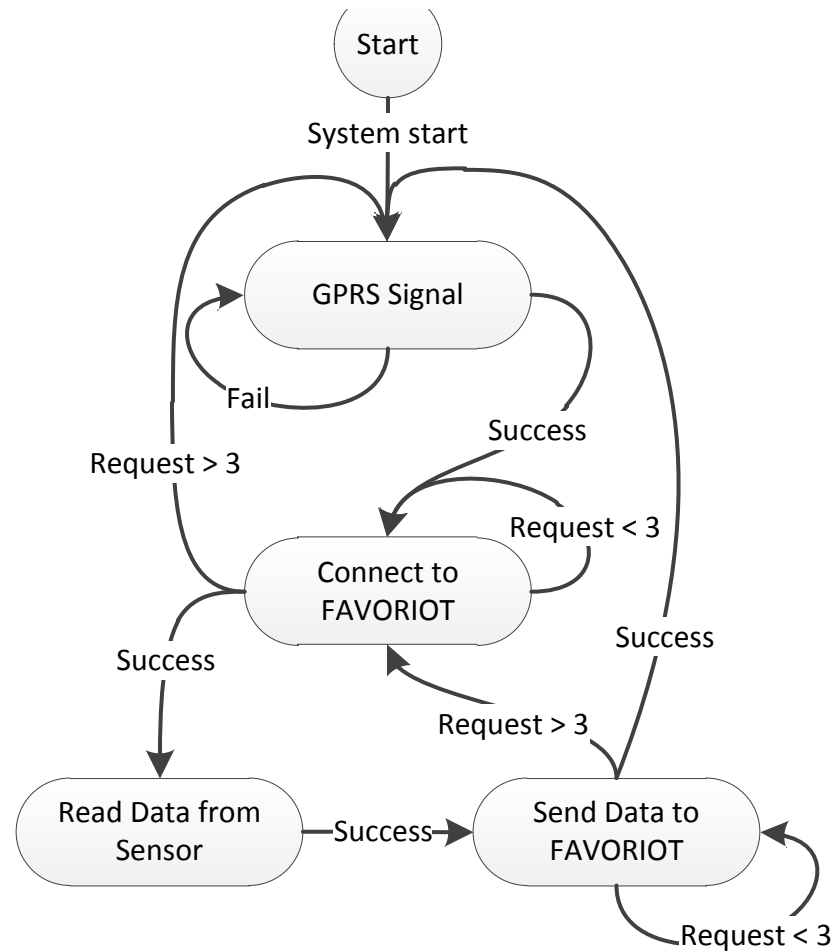 Start
System start
GPRS Signal
Fail
Success
Request > 3
Request < 3
Connect to
FAVORIOT
Success
Success
Request > 3
Read Data from
Sensor
Success
Send Data to
FAVORIOT
Request < 3